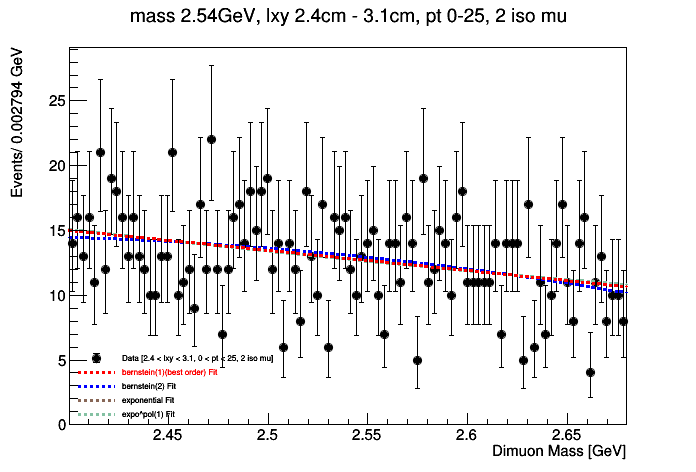 mass 2.54GeV, lxy 2.4cm - 3.1cm, pt 0-25, 2 iso mu
Events/ 0.002794 GeV
25
20
15
10
5
0
Data [2.4 < lxy < 3.1, 0 < pt < 25, 2 iso mu]
bernstein(1)(best order) Fit
bernstein(2) Fit
exponential Fit
expo*pol(1) Fit
2.45 2.5 2.55 2.6 2.65
Dimuon Mass [GeV]